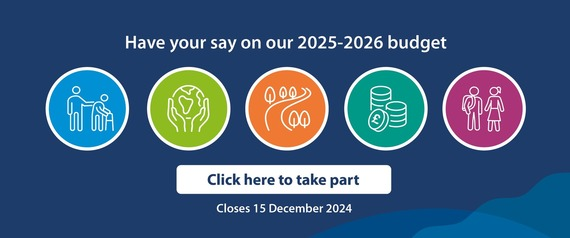 Have your say on our 2025-2026 budget
£
Click here to take part
Closes 15 December 2024